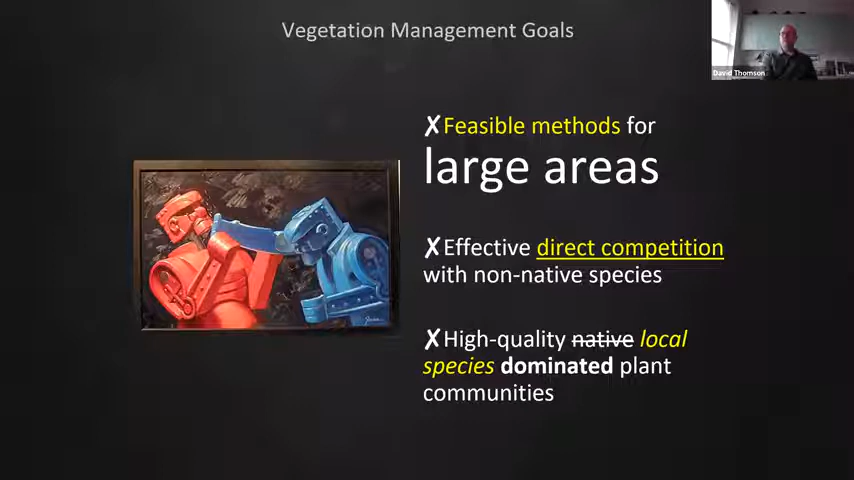 Vegetation Management Goals
David Thomson
✗Feasible methods for
large areas
✗Effective direct competition
with non-native species
✗High-quality native local
species dominated plant
communities